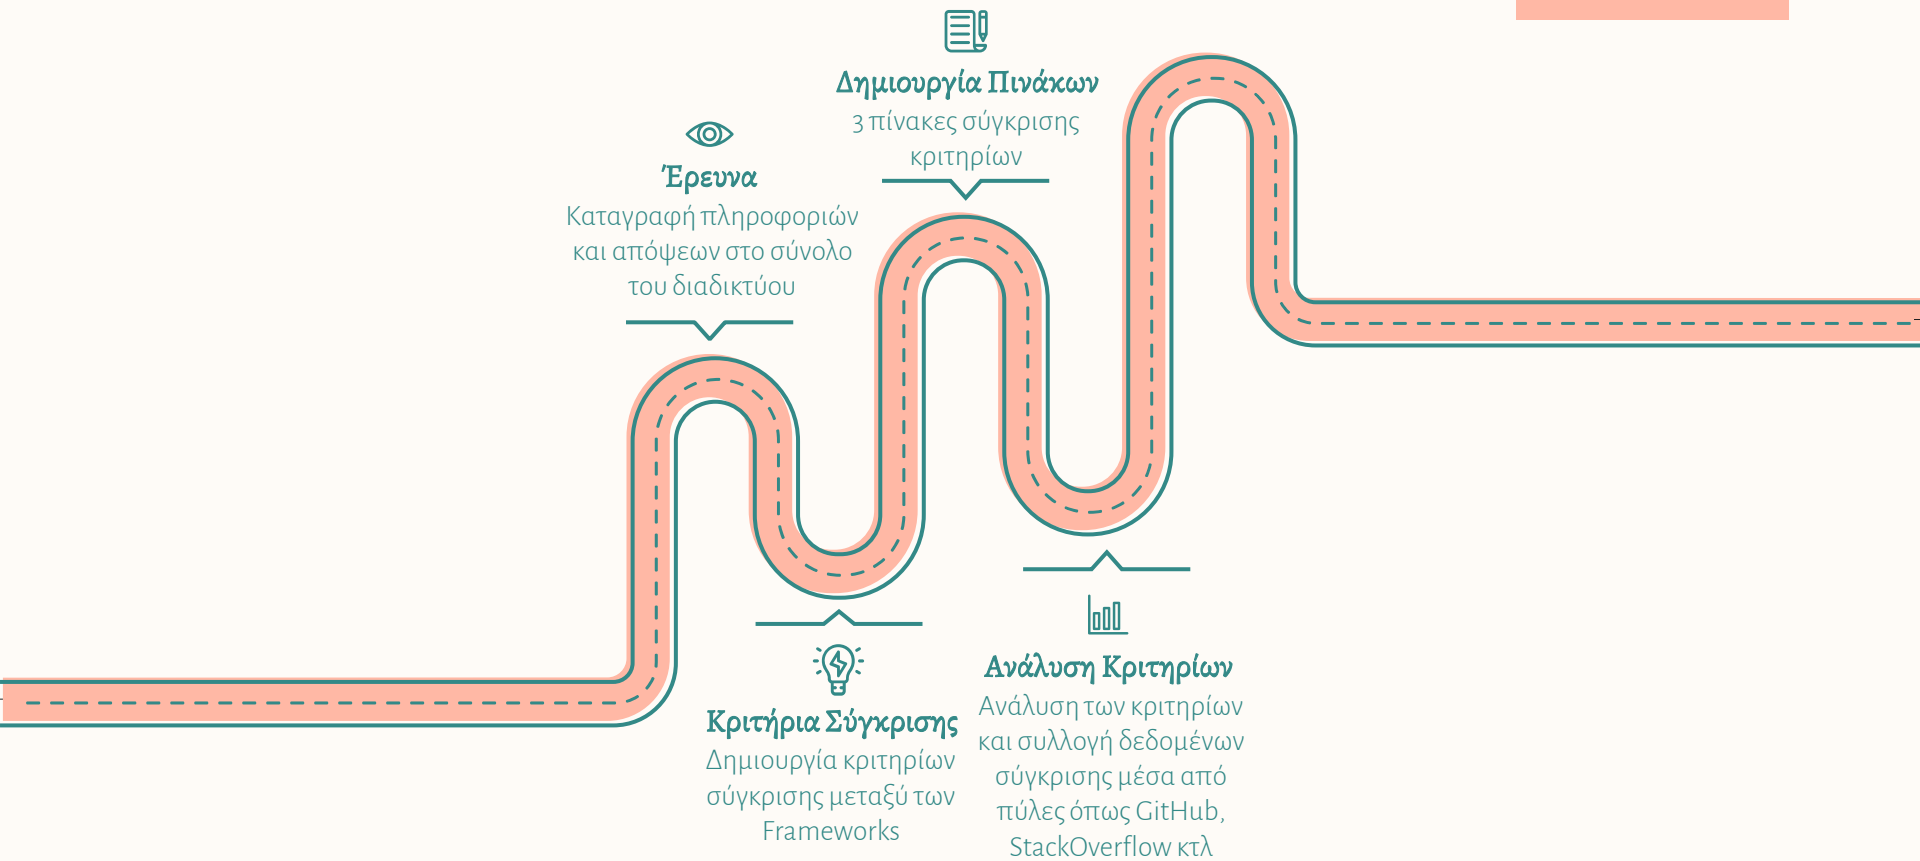 Έρευνα
Καταγραφή πληροφοριών
και απόψεων στο σύνολο
του διαδικτύου
Κριτήρια Σύγκρισης
Δημιουργία κριτηρίων
σύγκρισης μεταξύ των
Frameworks
Δημιουργία Πινάκων
3 πίνακες σύγκρισης
κριτηρίων
Ανάλυση Κριτηρίων
Ανάλυση των κριτηρίων
και συλλογή δεδομένων
σύγκρισης μέσα από
πύλες όπως GitHub,
StackOverflow κτλ